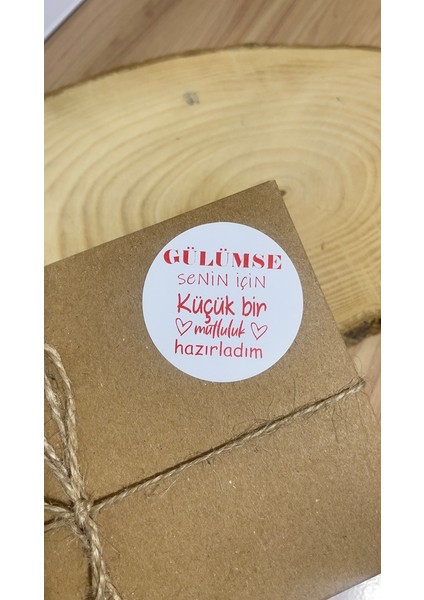 GÜLÜMSE
SENİN İÇİN
Küçük bir
mutluluk
hazırladım